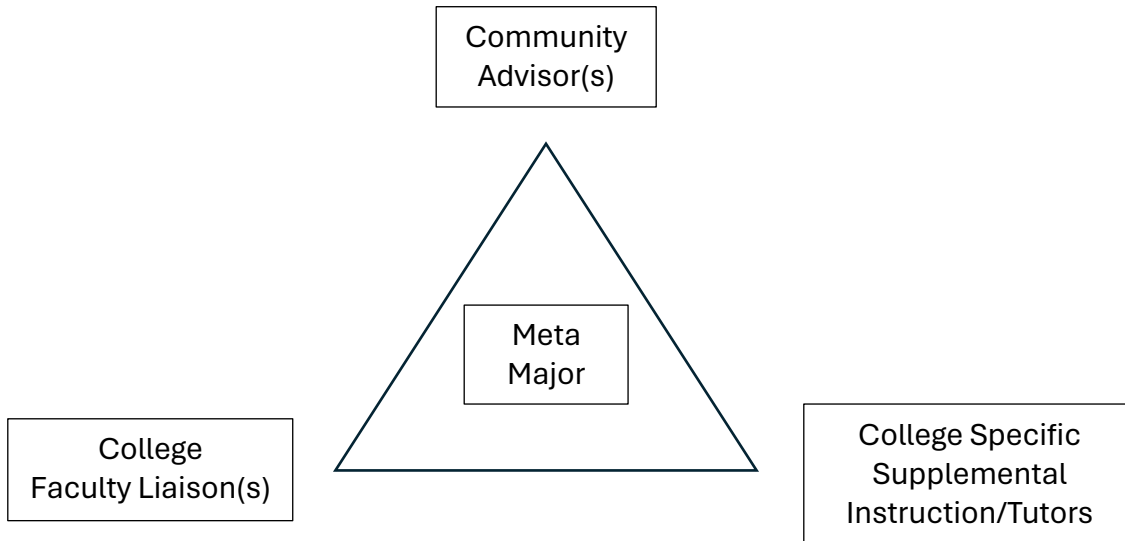 Community
Advisor(s)
Meta
Major
College
Faculty Liaison(s)
College Specific
Supplemental
Instruction/Tutors